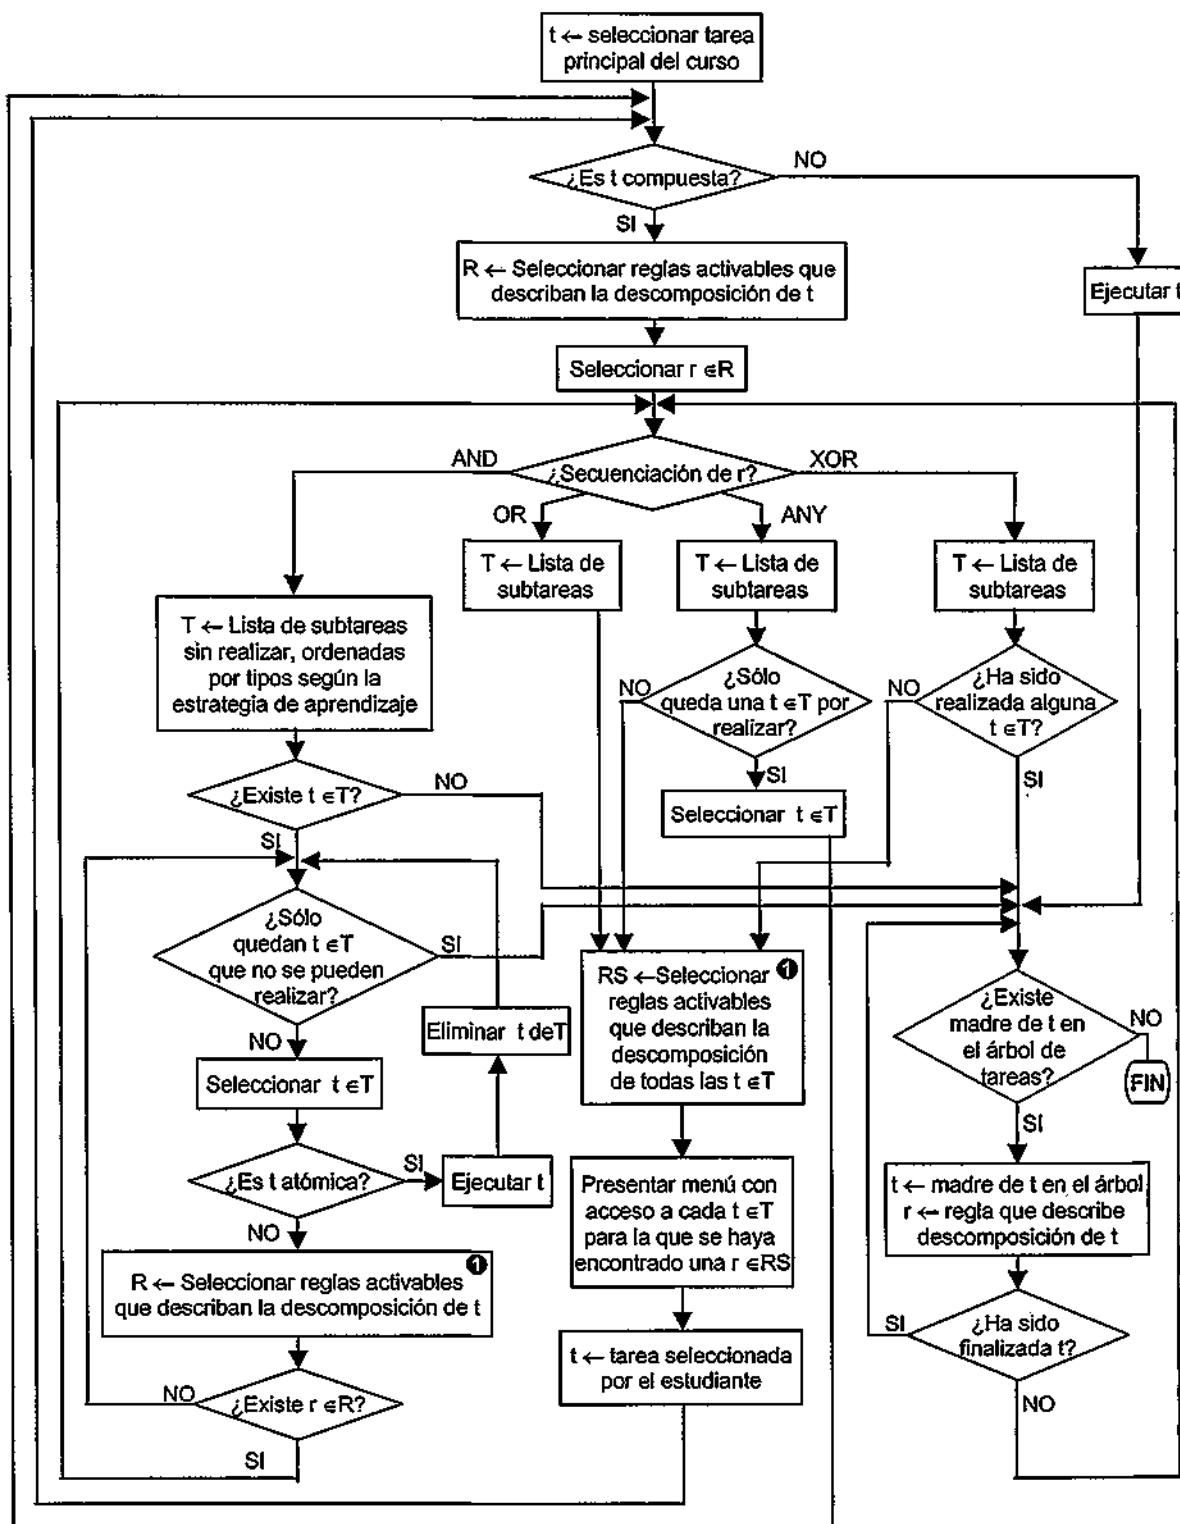 t ← seleccionar tarea
principal del curso
¿Es t compuesta?
NO
SI
R ← Seleccionar reglas activables que
describan la descomposición de t
Ejecutar t
Seleccionar r ∈R
¿Secuenciación de r?
AND
XOR
OR
ANY
T ← Lista de
subtareas
T ← Lista de
subtareas
T ← Lista de
subtareas
T ← Lista de subtareas
sin realizar, ordenadas
por tipos según la
estrategia de aprendizaje
¿Sólo
queda una t ∈T por
realizar?
NO
SI
¿Ha sido
realizada alguna
t ∈T?
NO
SI
Seleccionar t ∈T
¿Existe t ∈T?
NO
SI
¿Sólo
quedan t ∈T
que no se pueden
realizar?
SI
NO
Eliminar t deT
Seleccionar t ∈T
¿Es t atómica?
SI
NO
Ejecutar t
R ← Seleccionar reglas activables
que describan la descomposición de t
1
¿Existe r ∈R?
NO
SI
RS ←Seleccionar
reglas activables
que describan la
descomposición
de todas las t ∈T
1
Presentar menú con
acceso a cada t ∈T
para la que se haya
encontrado una r ∈RS
t ← tarea seleccionada
por el estudiante
¿Existe
madre de t en
el árbol de
tareas?
NO
FIN
SI
t ← madre de t en el árbol
r ← regla que describe
descomposición de t
¿Ha sido
finalizada t?
SI
NO